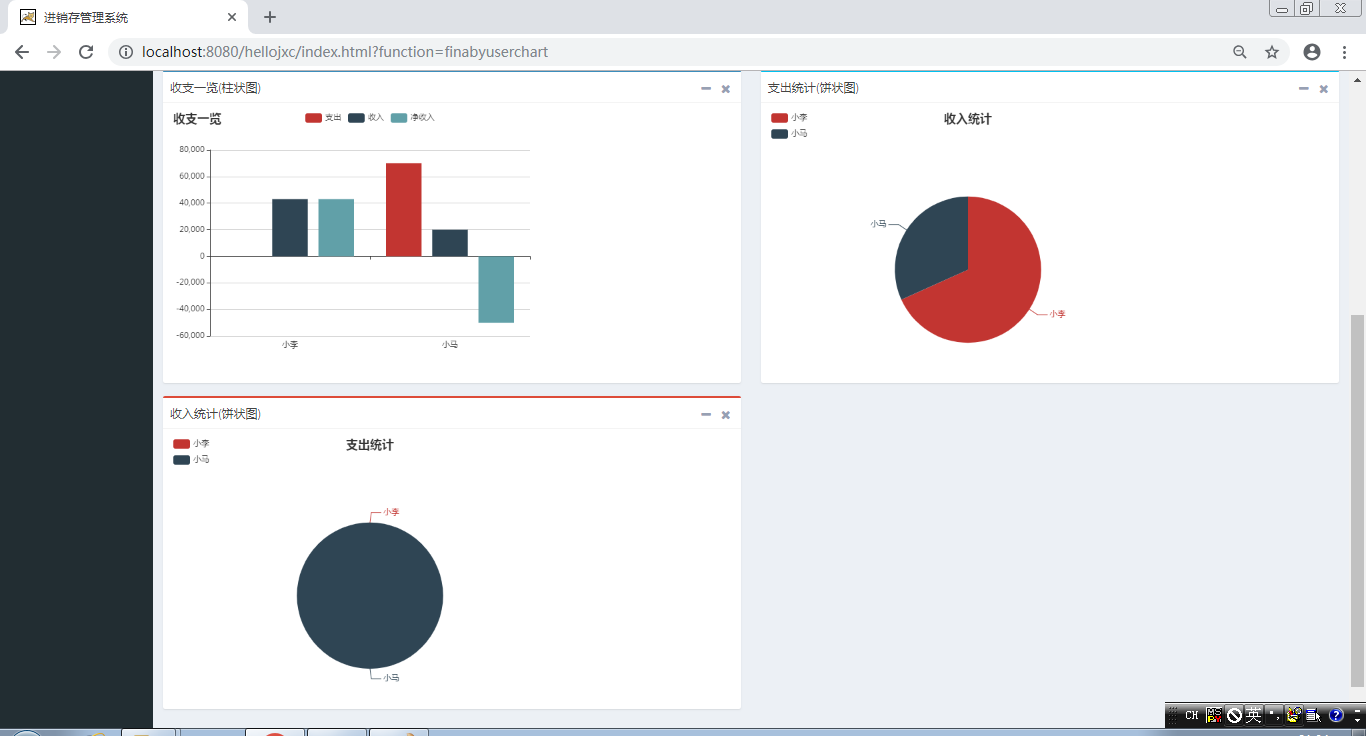 进销存管理系统
localhost:8080/hellojxc/index.html?function=finabyuserchart
收支一览(柱状图)
收支一览
支出 收入 净收入
80,000
60,000
40,000
20,000
0
-20,000
-40,000
-60,000
小李 小马
支出统计(饼状图)
小李
小马
收入统计
小马
小李
收入统计(饼状图)
小李
小马
支出统计
小李
小马
CH 英